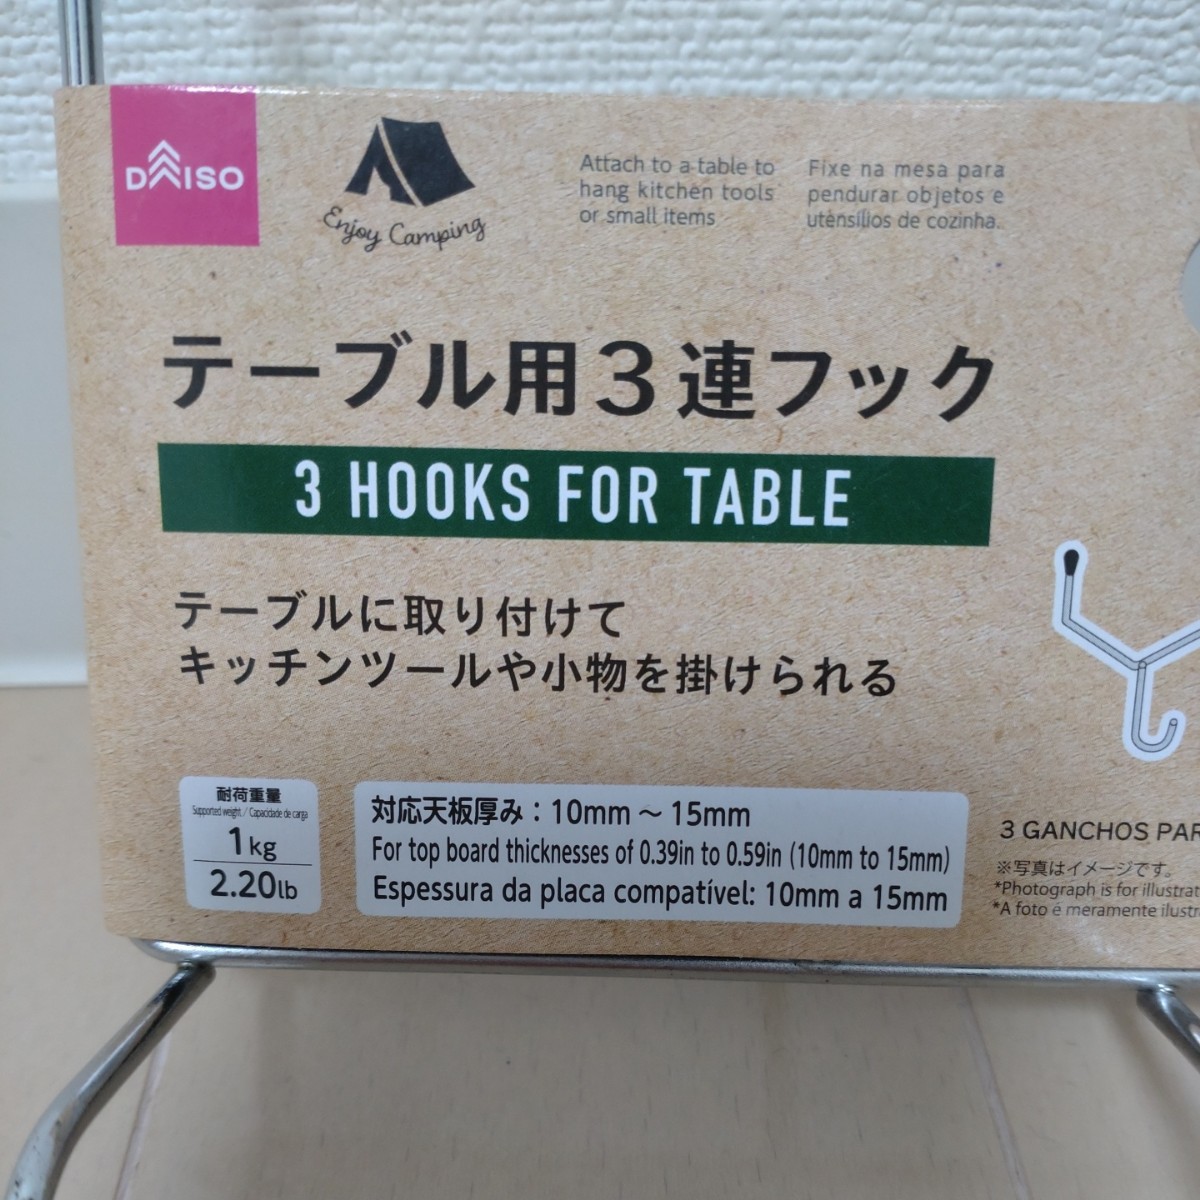 DAISO
Enjoy Camping
Attach to a table to
hang kitchen tools
or small items
Fixe na mesa para
pendurar objetos e
utensílios de cozinha.
テーブル用3連フック
3 HOOKS FOR TABLE
テーブルに取り付けて
キッチンツールや小物を掛けられる
耐荷重量
Supported weight / Capacidade de carga
1kg
2.20lb
対応天板厚み：10mm～15mm
For top board thicknesses of 0.39in to 0.59in (10mm to 15mm)
Espessura da placa compatível: 10mm a 15mm
3 GANCHOS PAR
※写真はイメージです。
*Photograph is for illustrat
*A foto é meramente ilustr